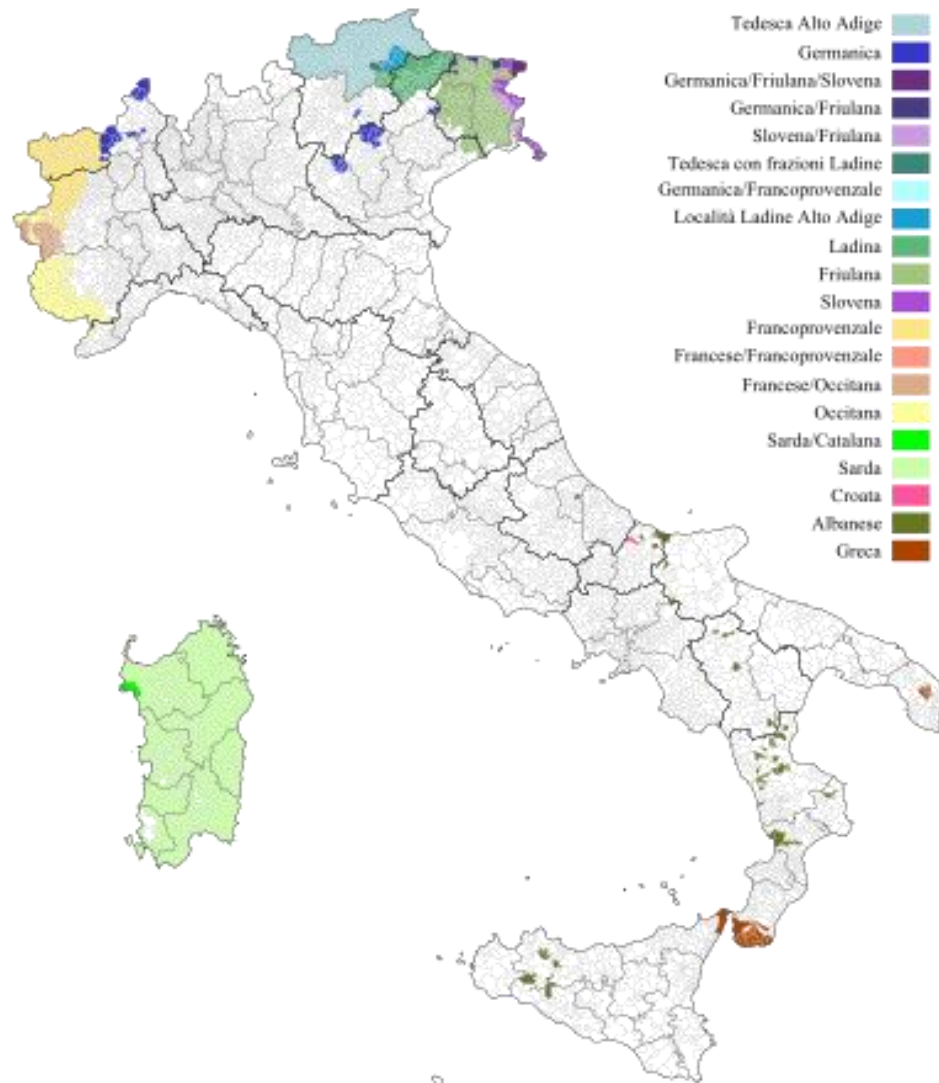 Tedesca Alto Adige
Germanica
Germanica/Friulana/Slovena
Germanica/Friulana
Slovena/Friulana
Tedesca con frazioni Ladine
Germanica/Francoprovenzale
Località Ladine Alto Adige
Ladina
Friulana
Slovena
Francoprovenzale
Francese/Francoprovenzale
Francese/Occitana
Occitana
Sarda/Catalana
Sarda
Croata
Albanese
Greca